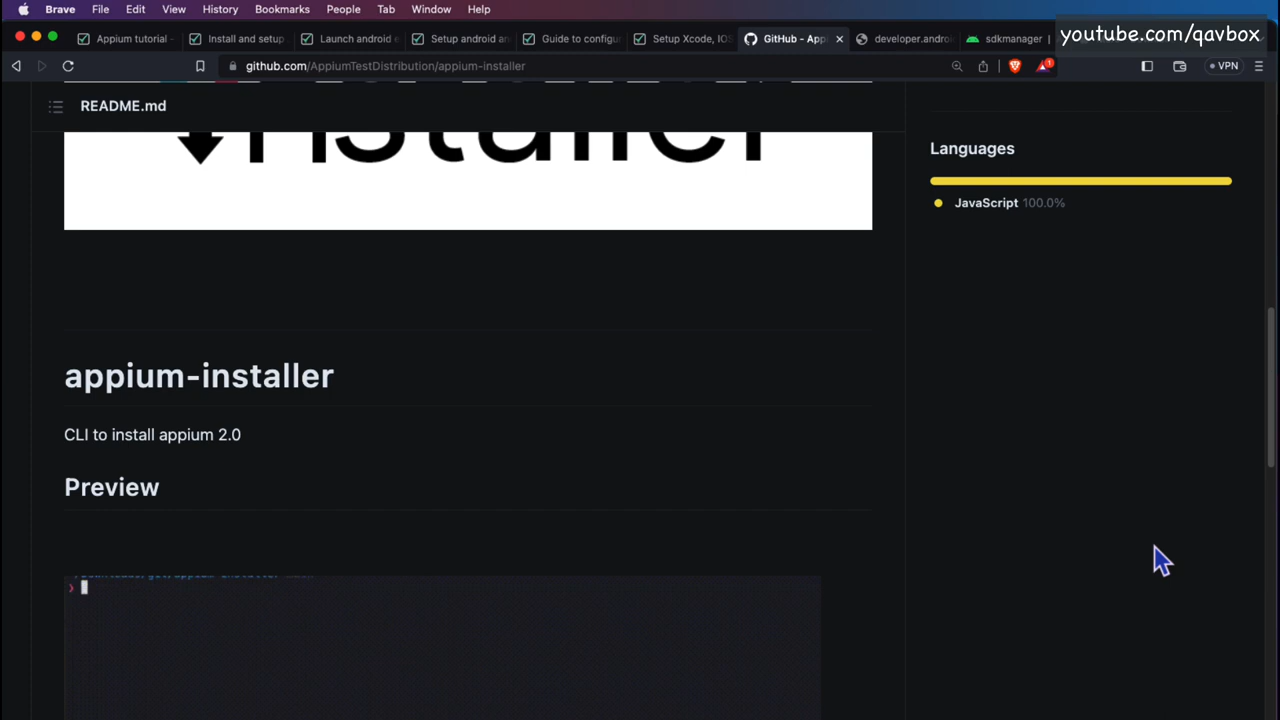 Brave File Edit View History Bookmarks People Tab Window Help
youtube.com/qavbox
Appium tutorial - Install and setup Launch android e Setup android an Guide to configu Setup Xcode, IOS GitHub - App developer.andro sdkmanager |
github.com/AppiumTestDistribution/appium-installer 1 VPN
README.md
nstaller
Languages
JavaScript 100.0%
appium-installer
CLI to install appium 2.0
Preview